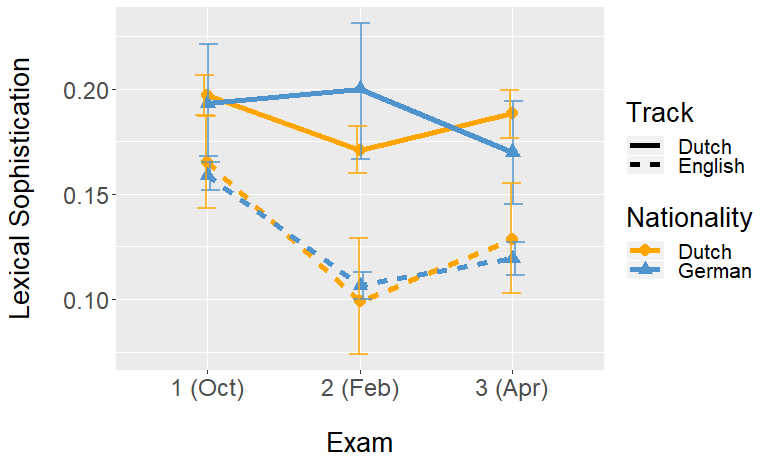 Lexical Sophistication
0.20
0.15
0.10
1 (Oct)
2 (Feb)
3 (Apr)
Exam
Track
Dutch
English
Nationality
Dutch
German